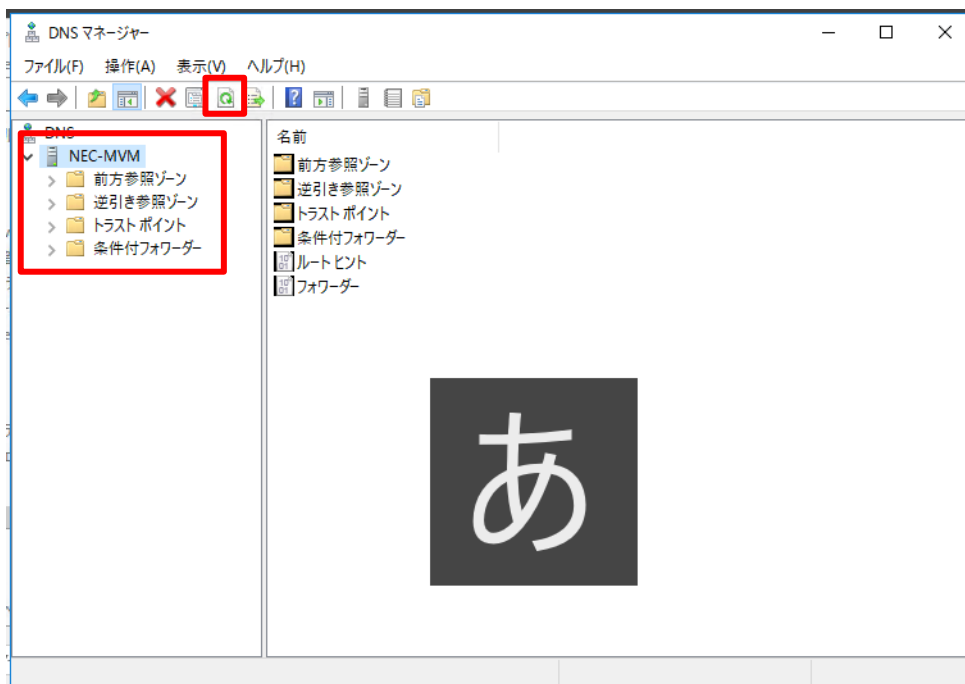 DNS マネージャー
ファイル(F) 操作(A) 表示(V) ヘルプ(H)
DNS
NEC-MVM
前方参照ゾーン
逆引き参照ゾーン
トラスト ポイント
条件付フォワーダー
名前
前方参照ゾーン
逆引き参照ゾーン
トラスト ポイント
条件付フォワーダー
ルート ヒント
フォワーダー
あ